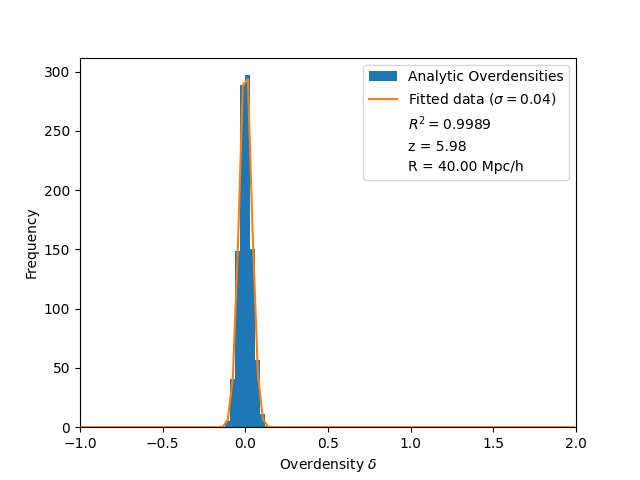 300
250
200
150
100
50
0
Frequency
−1.0 −0.5 0.0 0.5 1.0 1.5 2.0
Overdensity δ
Analytic Overdensities
Fitted data (σ = 0.04)
R² = 0.9989
z = 5.98
R = 40.00 Mpc/h